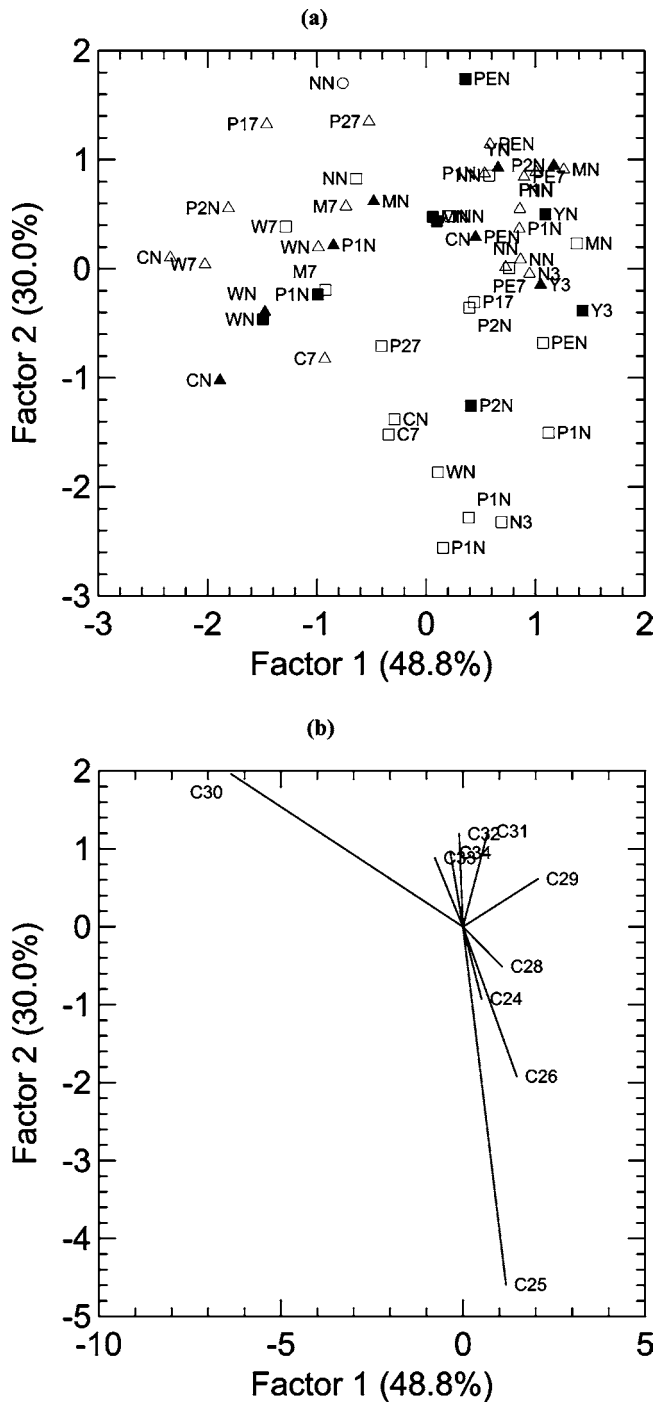 (a)
2
NN PEN
P17 P27
PEN
YN
P1N P2N MN
NN NN PE7
P2N M7 MN P1N YN
W7 NN
WN P1N CN PEN MN
CN W7 NN NN
M7 N3
WN P1N PE7 Y3
WN P17 Y3
P2N
P27 PEN
C7
CN
P2N
CN P1N
C7
WN
P1N
N3
P1N
1
0
-1
-2
-3
-3 -2 -1 0 1 2
Factor 2 (30.0%)
Factor 1 (48.8%)
(b)
2
C30
1
C32 C31
C33 C34
C29
0
C28
C24
-1
C26
-2
-3
-4
C25
-5
-10 -5 0 5
Factor 2 (30.0%)
Factor 1 (48.8%)